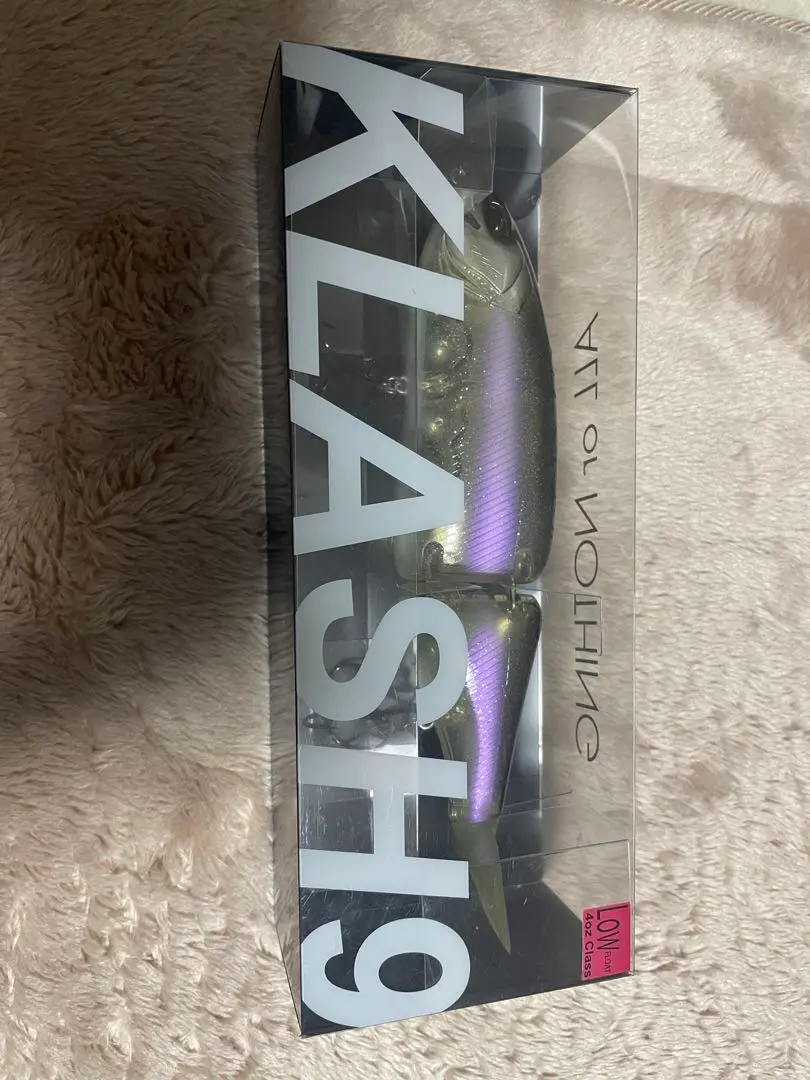 KLASH9
ALL or NOTHING
LOW FLOAT
4oz Class